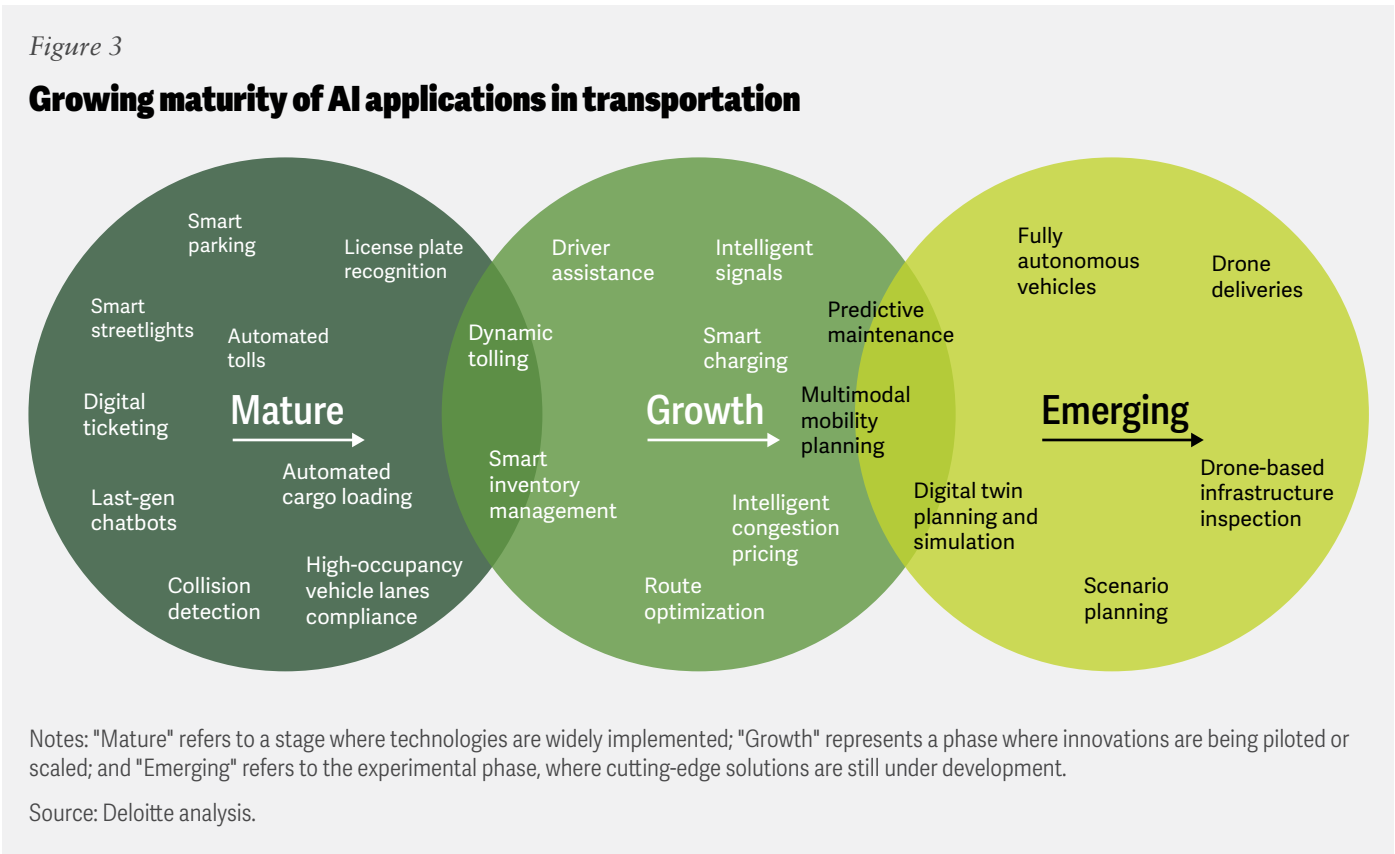 Figure 3
Growing maturity of AI applications in transportation
Smart
parking
License plate
recognition
Smart
streetlights
Automated
tolls
Digital
ticketing
Mature
Automated
cargo loading
Last-gen
chatbots
Collision
detection
High-occupancy
vehicle lanes
compliance
Dynamic
tolling
Smart
inventory
management
Driver
assistance
Intelligent
signals
Smart
charging
Growth
Intelligent
congestion
pricing
Route
optimization
Predictive
maintenance
Multimodal
mobility
planning
Digital twin
planning and
simulation
Fully
autonomous
vehicles
Drone
deliveries
Emerging
Drone-based
infrastructure
inspection
Scenario
planning
Notes: "Mature" refers to a stage where technologies are widely implemented; "Growth" represents a phase where innovations are being piloted or
scaled; and "Emerging" refers to the experimental phase, where cutting-edge solutions are still under development.
Source: Deloitte analysis.